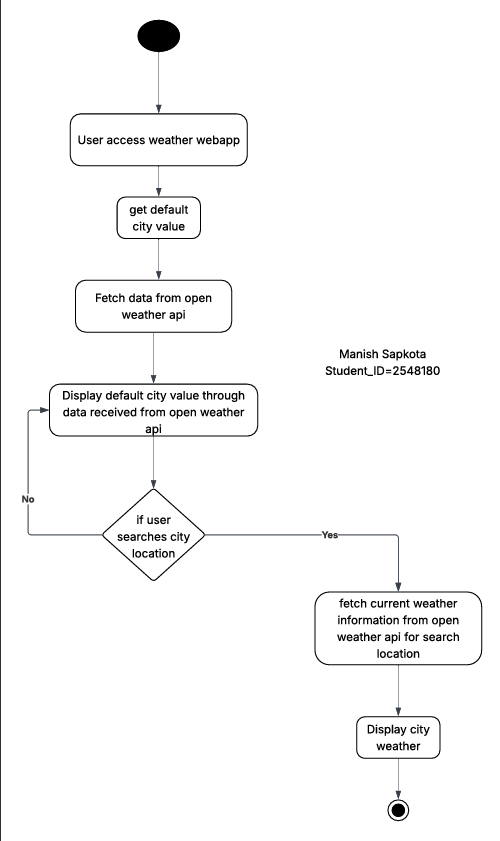 User access weather webapp
get default
city value
Fetch data from open
weather api
Manish Sapkota
Student_ID=2548180
Display default city value through
data received from open weather
api
No
if user
searches city
location
Yes
fetch current weather
information from open
weather api for search
location
Display city
weather